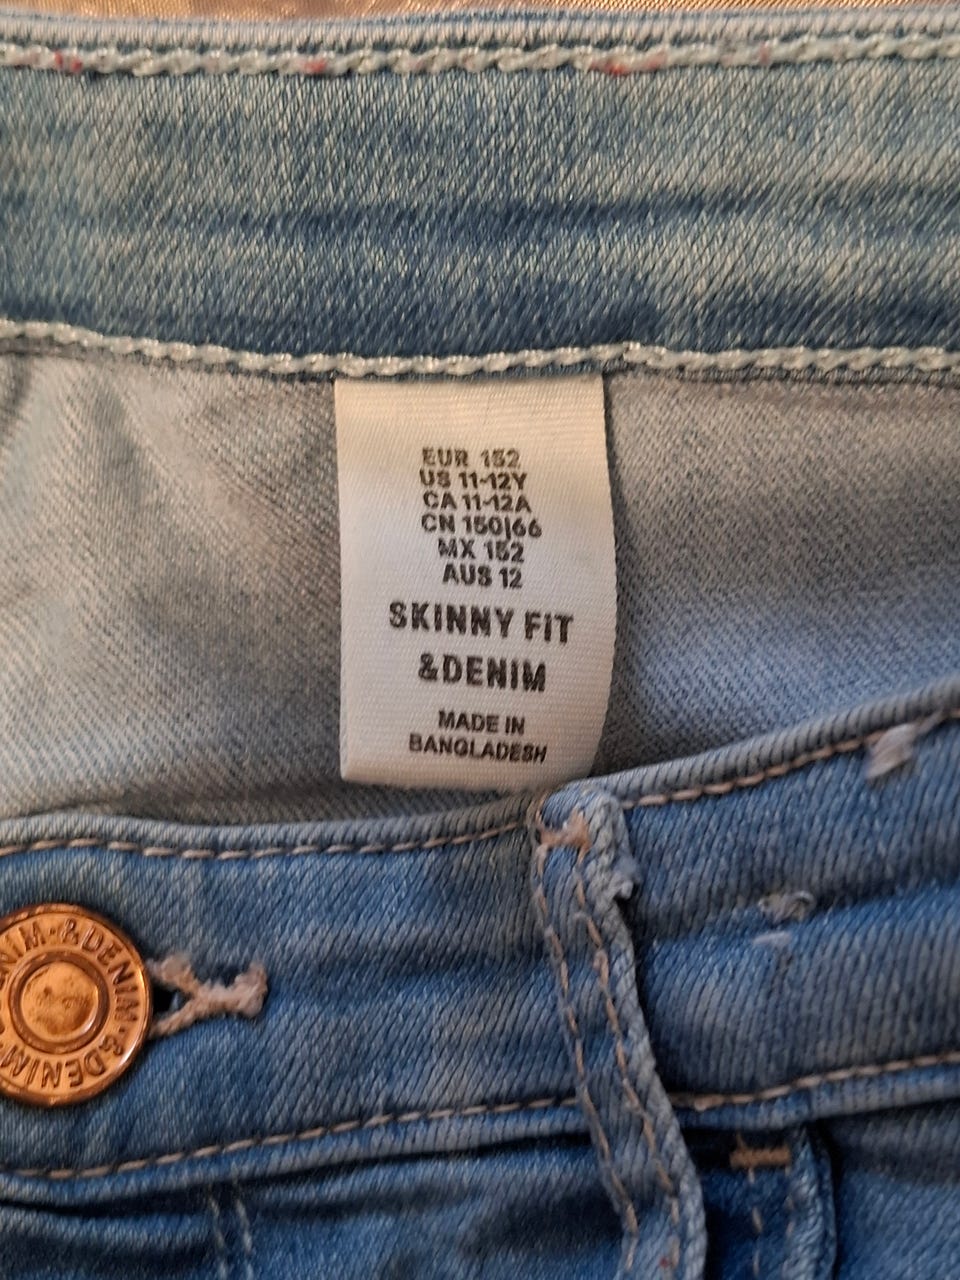 EUR 152
US 11-12Y
CA 11-12A
CN 150|66
MX 152
AUS 12
SKINNY FIT
&DENIM
MADE IN
BANGLADESH
&DENIM·&DENIM·&DENIM